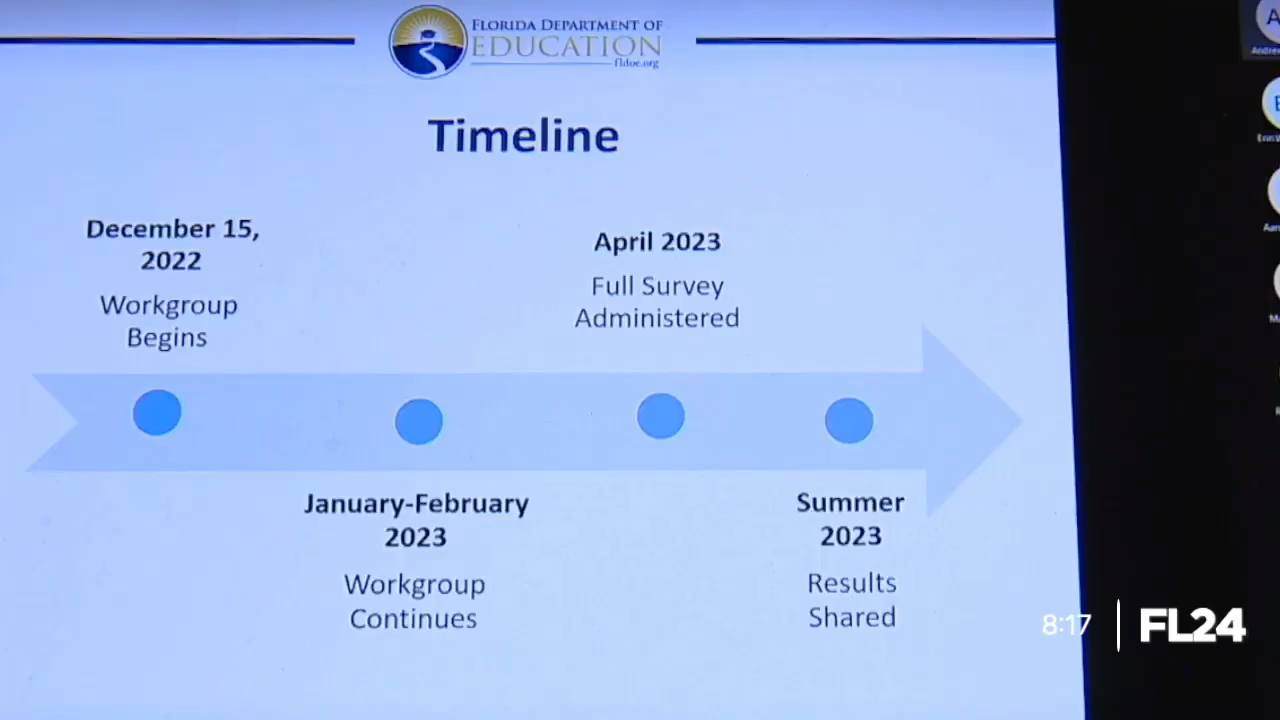 FLORIDA DEPARTMENT OF
EDUCATION
fldoe.org
Timeline
December 15,
2022
Workgroup
Begins
April 2023
Full Survey
Administered
January-February
2023
Workgroup
Continues
Summer
2023
Results
Shared
8:17
FL24
A
Andrew
E